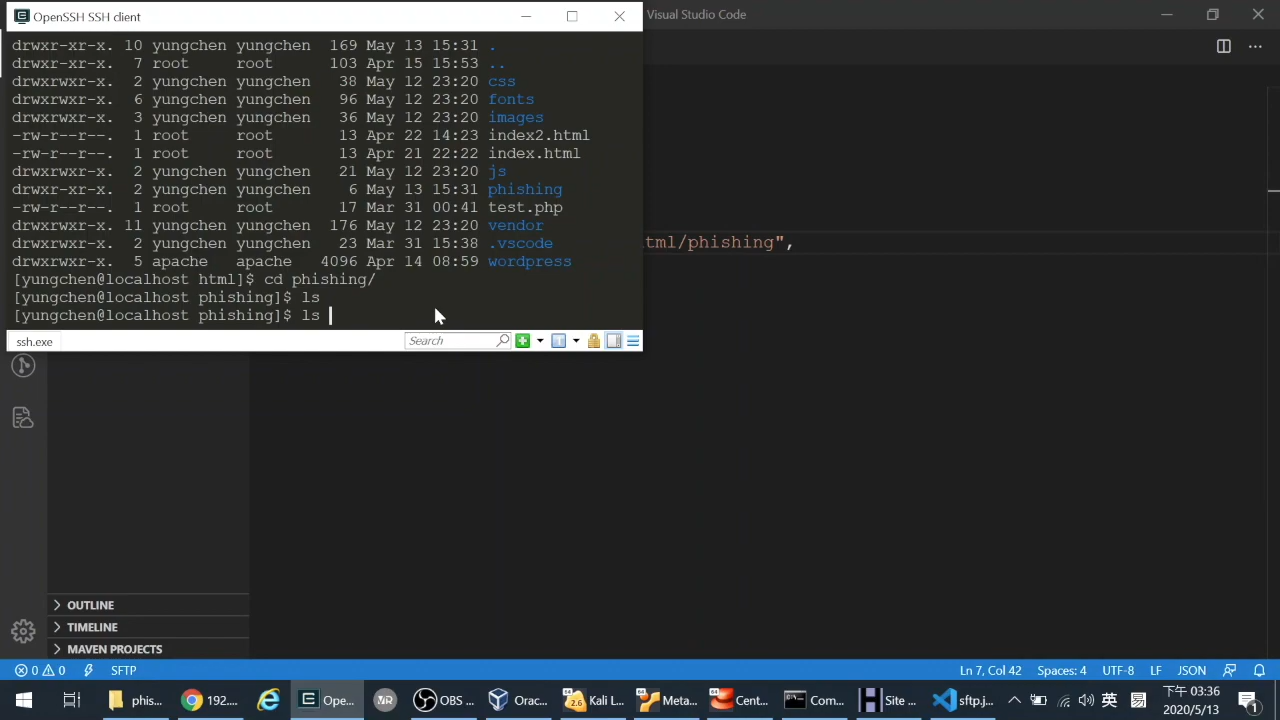 OpenSSH SSH client
Visual Studio Code
drwxr-xr-x. 10 yungchen yungchen 169 May 13 15:31 .
drwxr-xr-x. 7 root root 103 Apr 15 15:53 ..
drwxrwxr-x. 2 yungchen yungchen 38 May 12 23:20 css
drwxrwxr-x. 6 yungchen yungchen 96 May 12 23:20 fonts
drwxrwxr-x. 3 yungchen yungchen 36 May 12 23:20 images
-rw-r--r--. 1 root root 13 Apr 22 14:23 index2.html
-rw-r--r--. 1 root root 13 Apr 21 22:22 index.html
drwxrwxr-x. 2 yungchen yungchen 21 May 12 23:20 js
drwxrwxr-x. 2 yungchen yungchen 6 May 13 15:31 phishing
-rw-r--r--. 1 root root 17 Mar 31 00:41 test.php
drwxrwxr-x. 11 yungchen yungchen 176 May 12 23:20 vendor
drwxrwxr-x. 2 yungchen yungchen 23 Mar 31 15:38 .vscode
drwxrwxr-x. 5 apache apache 4096 Apr 14 08:59 wordpress
tml/phishing",
[yungchen@localhost html]$ cd phishing/
[yungchen@localhost phishing]$ ls
[yungchen@localhost phishing]$ ls
ssh.exe
Search
OUTLINE
TIMELINE
MAVEN PROJECTS
0 0 SFTP
Ln 7, Col 42 Spaces: 4 UTF-8 LF JSON
phis... 192.... Ope... VR OBS ... Orac... Kali L... Meta... Cent... Com... Site ... sftp.j... 英
下午 03:36
2020/5/13